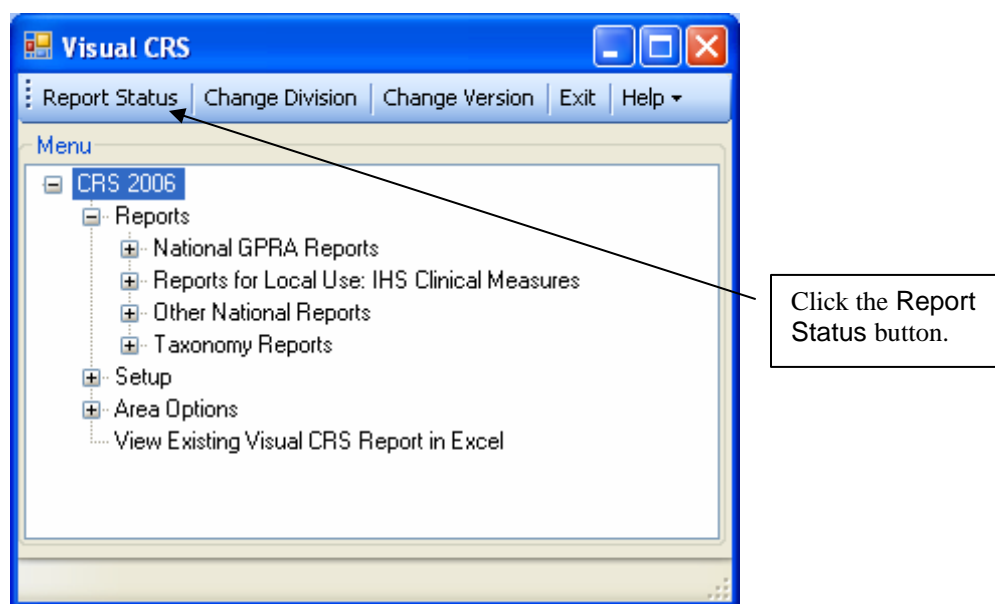 Visual CRS
Report Status Change Division Change Version Exit Help
Menu
CRS 2006
Reports
National GPRA Reports
Reports for Local Use: IHS Clinical Measures
Other National Reports
Taxonomy Reports
Setup
Area Options
View Existing Visual CRS Report in Excel
Click the Report
Status button.